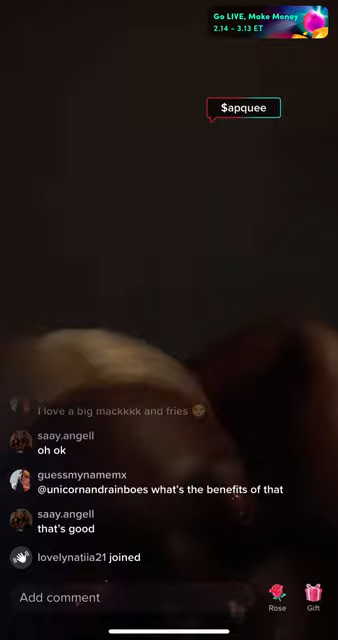 Go LIVE, Make Money
2.14 - 3.13 ET
$apquee
I love a big mackkkk and fries
saay.angell
oh ok
guessmynamemx
@unicornandrainboes what's the benefits of that
saay.angell
that's good
lovelynatiia21 joined
Add comment
Rose
Gift